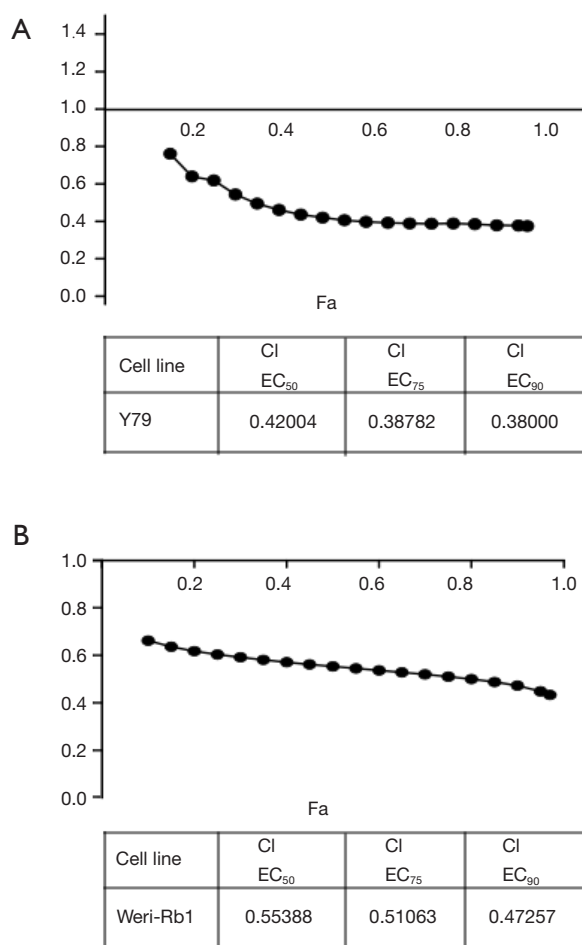 A
1.4
1.2
1.0
0.8
0.6
0.4
0.2
0.0
0.2 0.4 0.6 0.8 1.0
Fa
Cell line CI EC₅₀ CI EC₇₅ CI EC₉₀
Y79 0.42004 0.38782 0.38000
B
1.0
0.8
0.6
0.4
0.2
0.0
0.2 0.4 0.6 0.8 1.0
Fa
Cell line CI EC₅₀ CI EC₇₅ CI EC₉₀
Weri-Rb1 0.55388 0.51063 0.47257